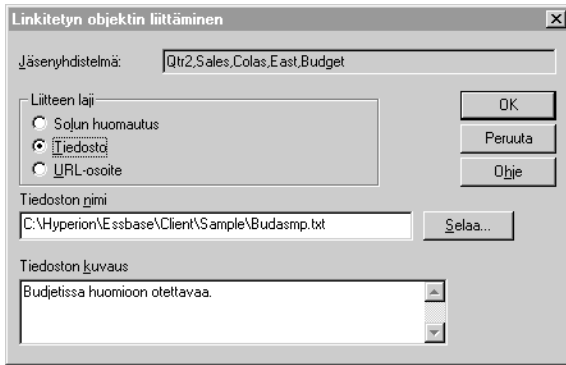 Linkitetyn objektin liittäminen
Jäsenyhdistelmä: Qtr2,Sales,Colas,East,Budget
Liitteen laji
Solun huomautus
Tiedosto
URL-osoite
OK
Peruuta
Ohje
Tiedoston nimi
C:\Hyperion\Essbase\Client\Sample\Budasmp.txt
Selaa...
Tiedoston kuvaus
Budjetissa huomioon otettavaa.